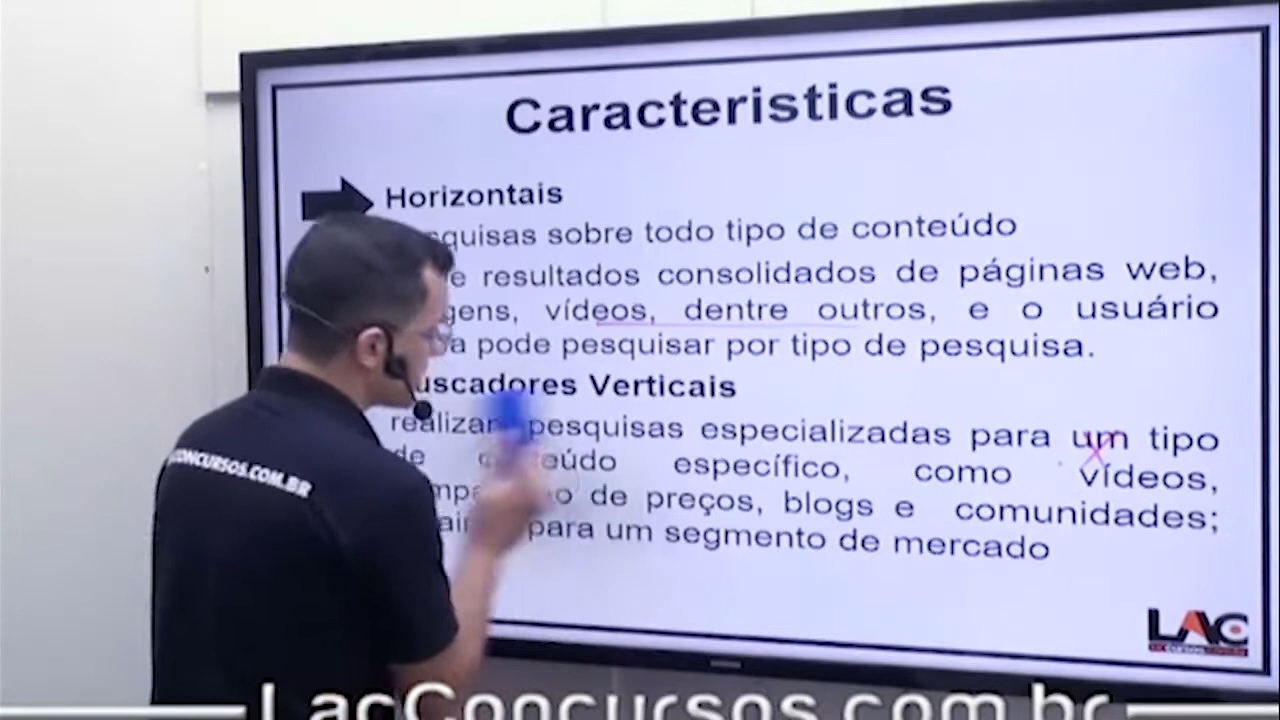 Caracteristicas
Horizontais
quisas sobre todo tipo de conteúdo
e resultados consolidados de páginas web,
gens, vídeos, dentre outros, e o usuário
pode pesquisar por tipo de pesquisa.
uscadores Verticais
realizam pesquisas especializadas para um tipo
de específico, como vídeos,
de preços, blogs e comunidades;
para um segmento de mercado
LAC
CONCURSOS.COM.BR
LacConcursos.com.br